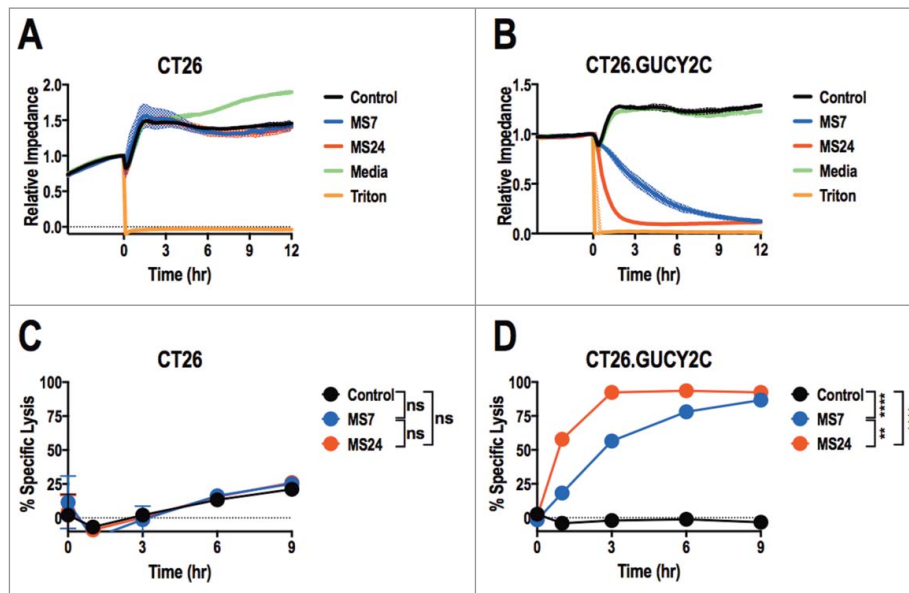 A
CT26
Relative Impedance
2.0
1.5
1.0
0.5
0.0
0
3
6
9
12
Time (hr)
Control
MS7
MS24
Media
Triton
B
CT26.GUCY2C
Relative Impedance
1.5
1.0
0.5
0.0
0
3
6
9
12
Time (hr)
Control
MS7
MS24
Media
Triton
C
CT26
% Specific Lysis
100
75
50
25
0
0
3
6
9
Time (hr)
Control
MS7
MS24
ns
ns
ns
D
CT26.GUCY2C
% Specific Lysis
100
75
50
25
0
0
3
6
9
Time (hr)
Control
MS7
MS24
****
**